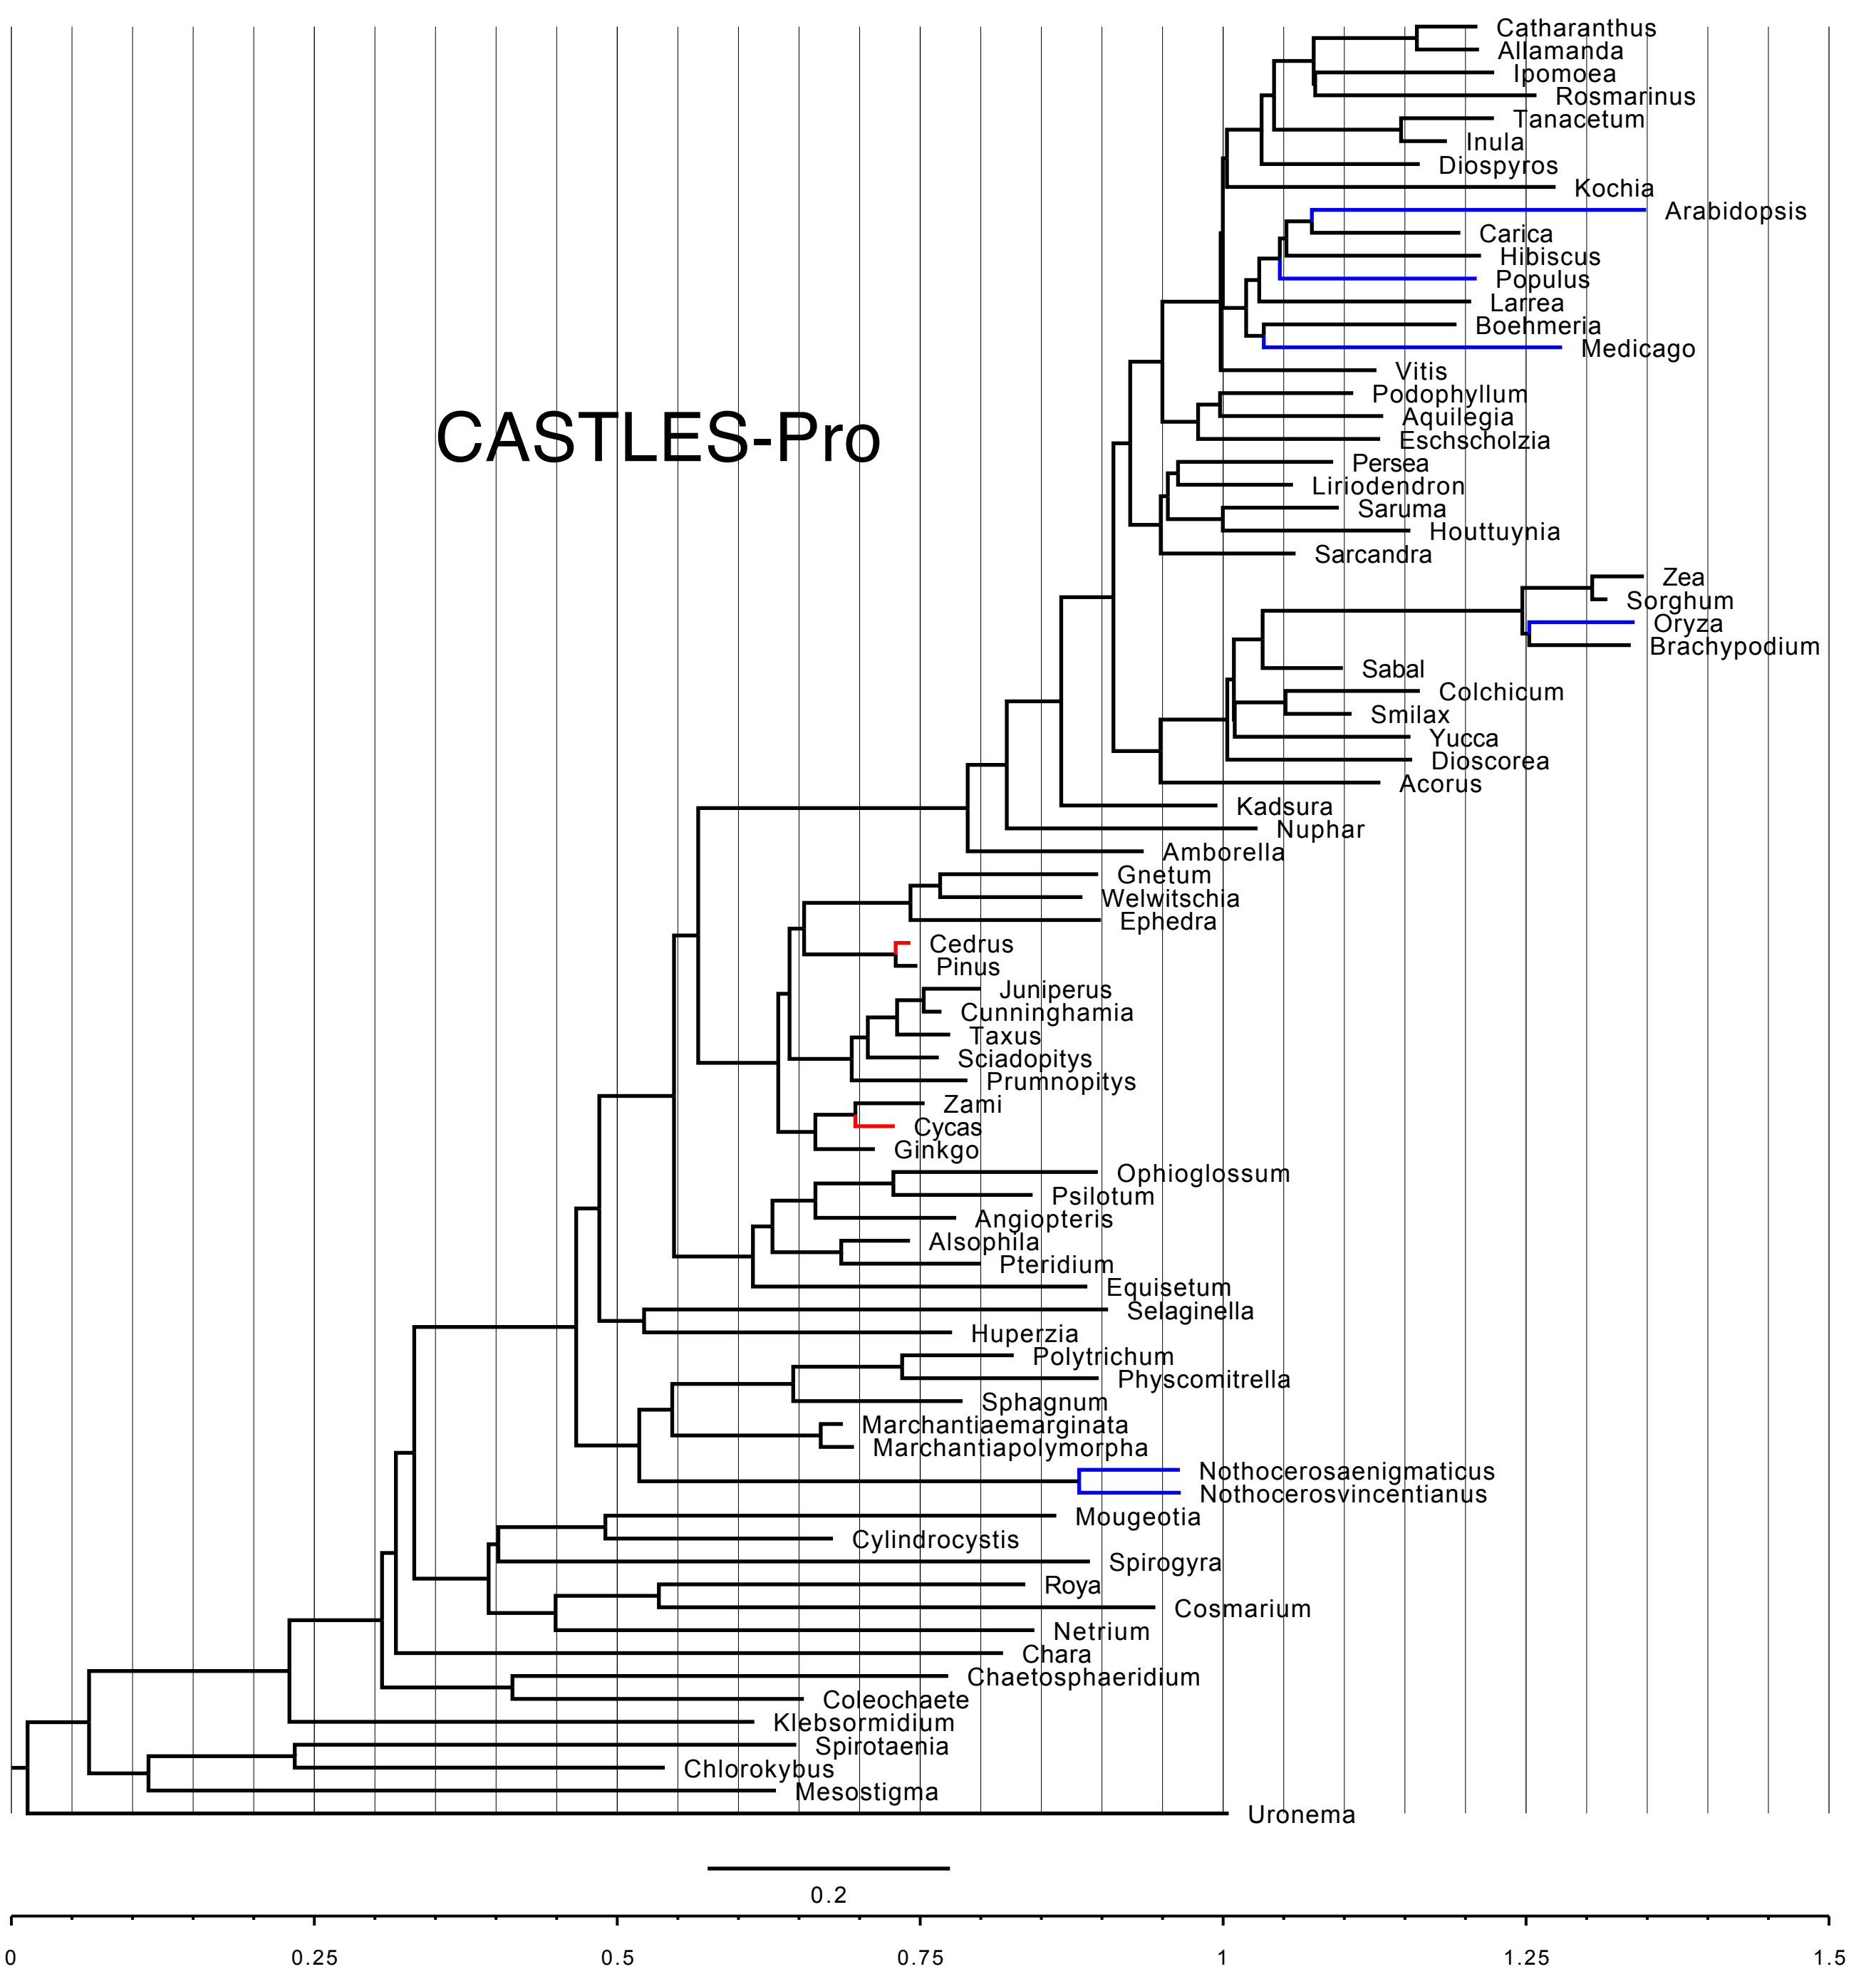 Catharanthus
Allamanda
Ipomoea
Rosmarinus
Tanacetum
Inula
Diospyros
Kochia
Arabidopsis
Carica
Hibiscus
Populus
Larrea
Boehmeria
Medicago
Vitis
Podophyllum
Aquilegia
CASTLES-Pro
Eschscholzia
Persea
Liriodendron
Saruma
Houttuynia
Sarcandra
Zea
Sorghum
Oryza
Brachypodium
Sabal
Colchicum
Smilax
Yucca
Dioscorea
Acorus
Kadsura
Nuphar
Amborella
Gnetum
Welwitschia
Ephedra
Cedrus
Pinus
Juniperus
Cunninghamia
Taxus
Sciadopitys
Prumnopitys
Zami
Cycas
Ginkgo
Ophioglossum
Psilotum
Angiopteris
Alsophila
Pteridium
Equisetum
Selaginella
Huperzia
Polytrichum
Physcomitrella
Sphagnum
Marchantiaemarginata
Marchantiapolymorpha
Nothocerosaenigmaticus
Nothocerosvincentianus
Mougeotia
Cylindrocystis
Spirogyra
Roya
Cosmarium
Netrium
Chara
Chaetosphaeridium
Coleochaete
Klebsormidium
Spirotaenia
Chlorokybus
Mesostigma
Uronema
0.2
0 0.25 0.5 0.75 1 1.25 1.5